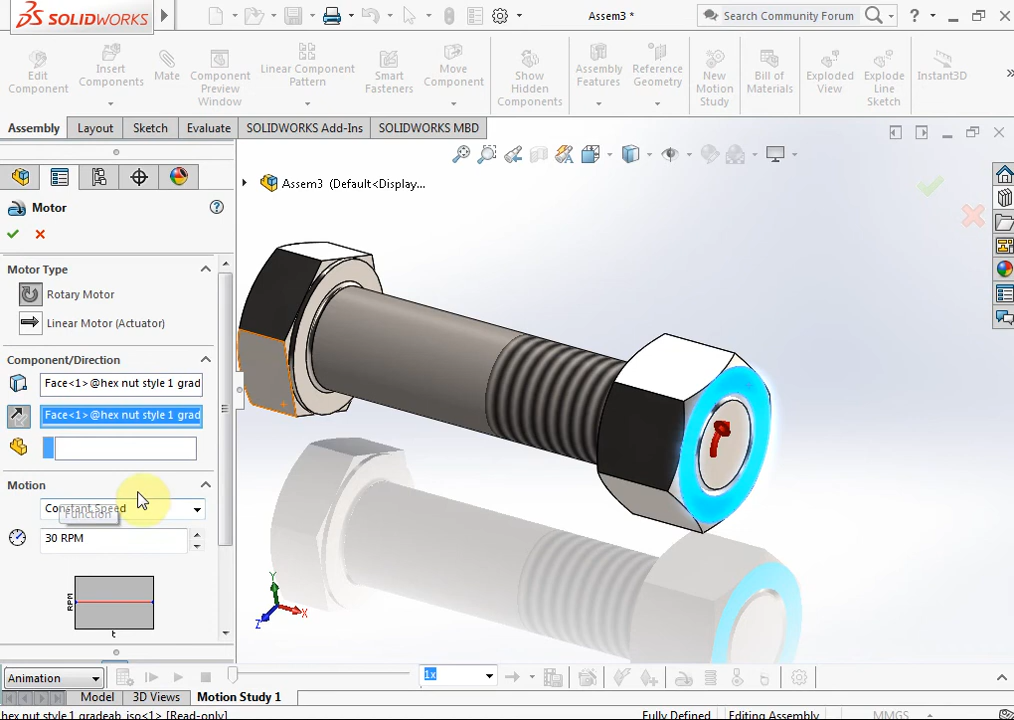 SOLIDWORKS
Assem3 *
Search Community Forum
Edit Component
Insert Components
Mate
Component Preview Window
Linear Component Pattern
Smart Fasteners
Move Component
Show Hidden Components
Assembly Features
Reference Geometry
New Motion Study
Bill of Materials
Exploded View
Explode Line Sketch
Instant3D
Assembly
Layout
Sketch
Evaluate
SOLIDWORKS Add-Ins
SOLIDWORKS MBD
Assem3 (Default<Display...
Motor
Motor Type
Rotary Motor
Linear Motor (Actuator)
Component/Direction
Face<1>@hex nut style 1 grad
Face<1>@hex nut style 1 grad
Motion
Constant Speed
Function
30 RPM
RPM
t
Y
X
Z
Animation
1x
Model
3D Views
Motion Study 1
hex nut style 1 gradeab_iso<1> [Read-only]
Fully Defined
Editing Assembly
MMGS